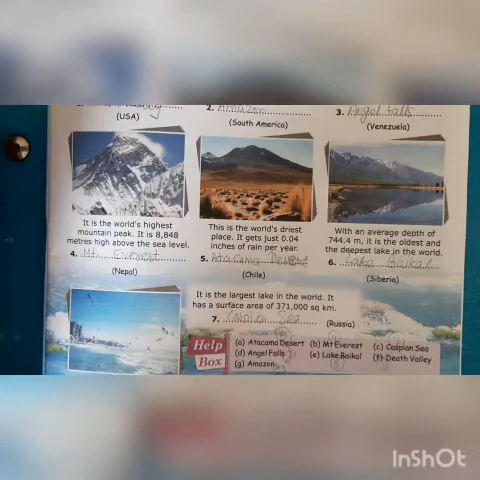 1.
2. Amazon
3. Angel falls
(USA)
(South America)
(Venezuela)
It is the world's highest
mountain peak. It is 8,848
metres high above the sea level.
This is the world's driest
place. It gets just 0.04
inches of rain per year.
With an average depth of
744.4 m, it is the oldest and
the deepest lake in the world.
4. Mt. Everest
5. Atacama Desert
6. Lake Baikal
(Nepal)
(Chile)
(Siberia)
It is the largest lake in the world. It
has a surface area of 371,000 sq km.
7. Caspian Sea
(Russia)
Help
Box
(a) Atacama Desert (b) Mt Everest (c) Caspian Sea
(d) Angel Falls (e) Lake Baikal (f) Death Valley
(g) Amazon
InShOt